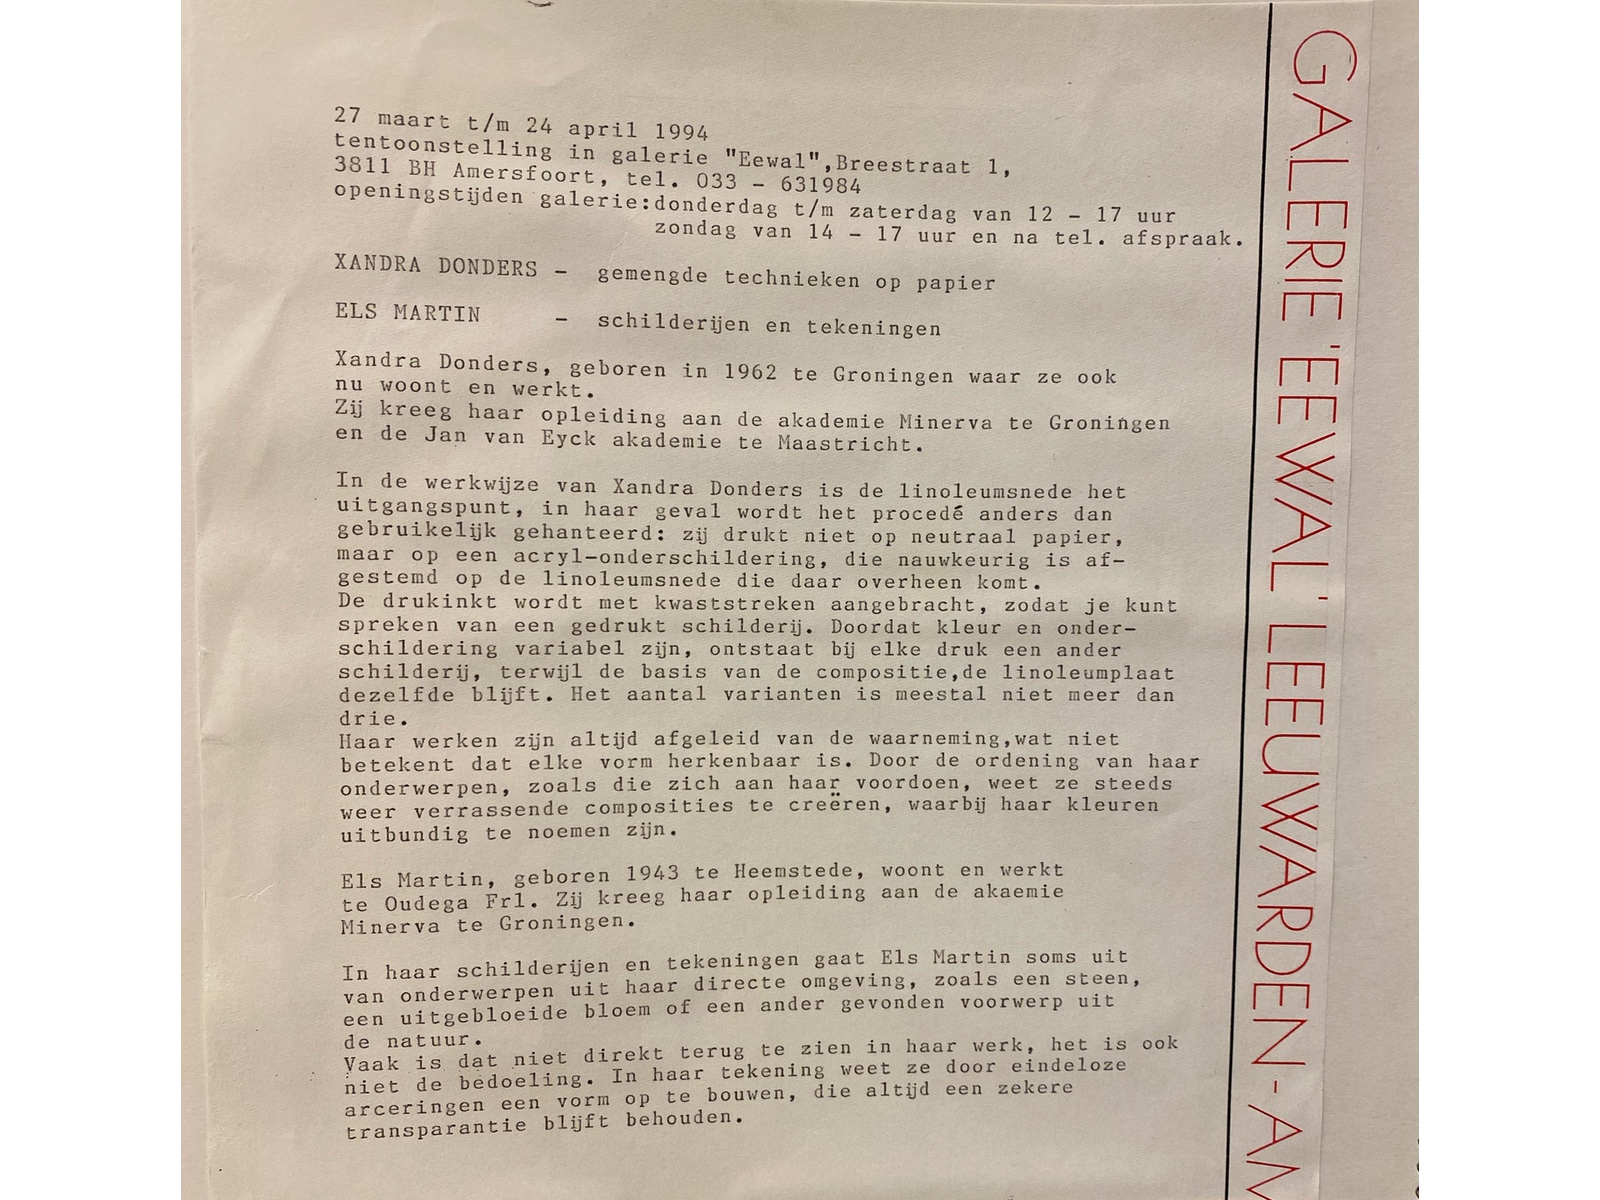 27 maart t/m 24 april 1994
tentoonstelling in galerie "Eewal",Breestraat 1,
3811 BH Amersfoort, tel. 033 - 631984
openingstijden galerie:donderdag t/m zaterdag van 12 - 17 uur
zondag van 14 - 17 uur en na tel. afspraak.
XANDRA DONDERS - gemengde technieken op papier
ELS MARTIN - schilderijen en tekeningen
Xandra Donders, geboren in 1962 te Groningen waar ze ook
nu woont en werkt.
Zij kreeg haar opleiding aan de akademie Minerva te Groningen
en de Jan van Eyck akademie te Maastricht.
In de werkwijze van Xandra Donders is de linoleumsnede het
uitgangspunt, in haar geval wordt het procedé anders dan
gebruikelijk gehanteerd: zij drukt niet op neutraal papier,
maar op een acryl-onderschildering, die nauwkeurig is af-
gestemd op de linoleumsnede die daar overheen komt.
De drukinkt wordt met kwaststreken aangebracht, zodat je kunt
spreken van een gedrukt schilderij. Doordat kleur en onder-
schildering variabel zijn, ontstaat bij elke druk een ander
schilderij, terwijl de basis van de compositie,de linoleumplaat
dezelfde blijft. Het aantal varianten is meestal niet meer dan
drie.
Haar werken zijn altijd afgeleid van de waarneming,wat niet
betekent dat elke vorm herkenbaar is. Door de ordening van haar
onderwerpen, zoals die zich aan haar voordoen, weet ze steeds
weer verrassende composities te creëren, waarbij haar kleuren
uitbundig te noemen zijn.
Els Martin, geboren 1943 te Heemstede, woont en werkt
te Oudega Frl. Zij kreeg haar opleiding aan de akaemie
Minerva te Groningen.
In haar schilderijen en tekeningen gaat Els Martin soms uit
van onderwerpen uit haar directe omgeving, zoals een steen,
een uitgebloeide bloem of een ander gevonden voorwerp uit
de natuur.
Vaak is dat niet direkt terug te zien in haar werk, het is ook
niet de bedoeling. In haar tekening weet ze door eindeloze
arceringen een vorm op te bouwen, die altijd een zekere
transparantie blijft behouden.
GALERIE 'EEWAL' LEEUWARDEN-AM